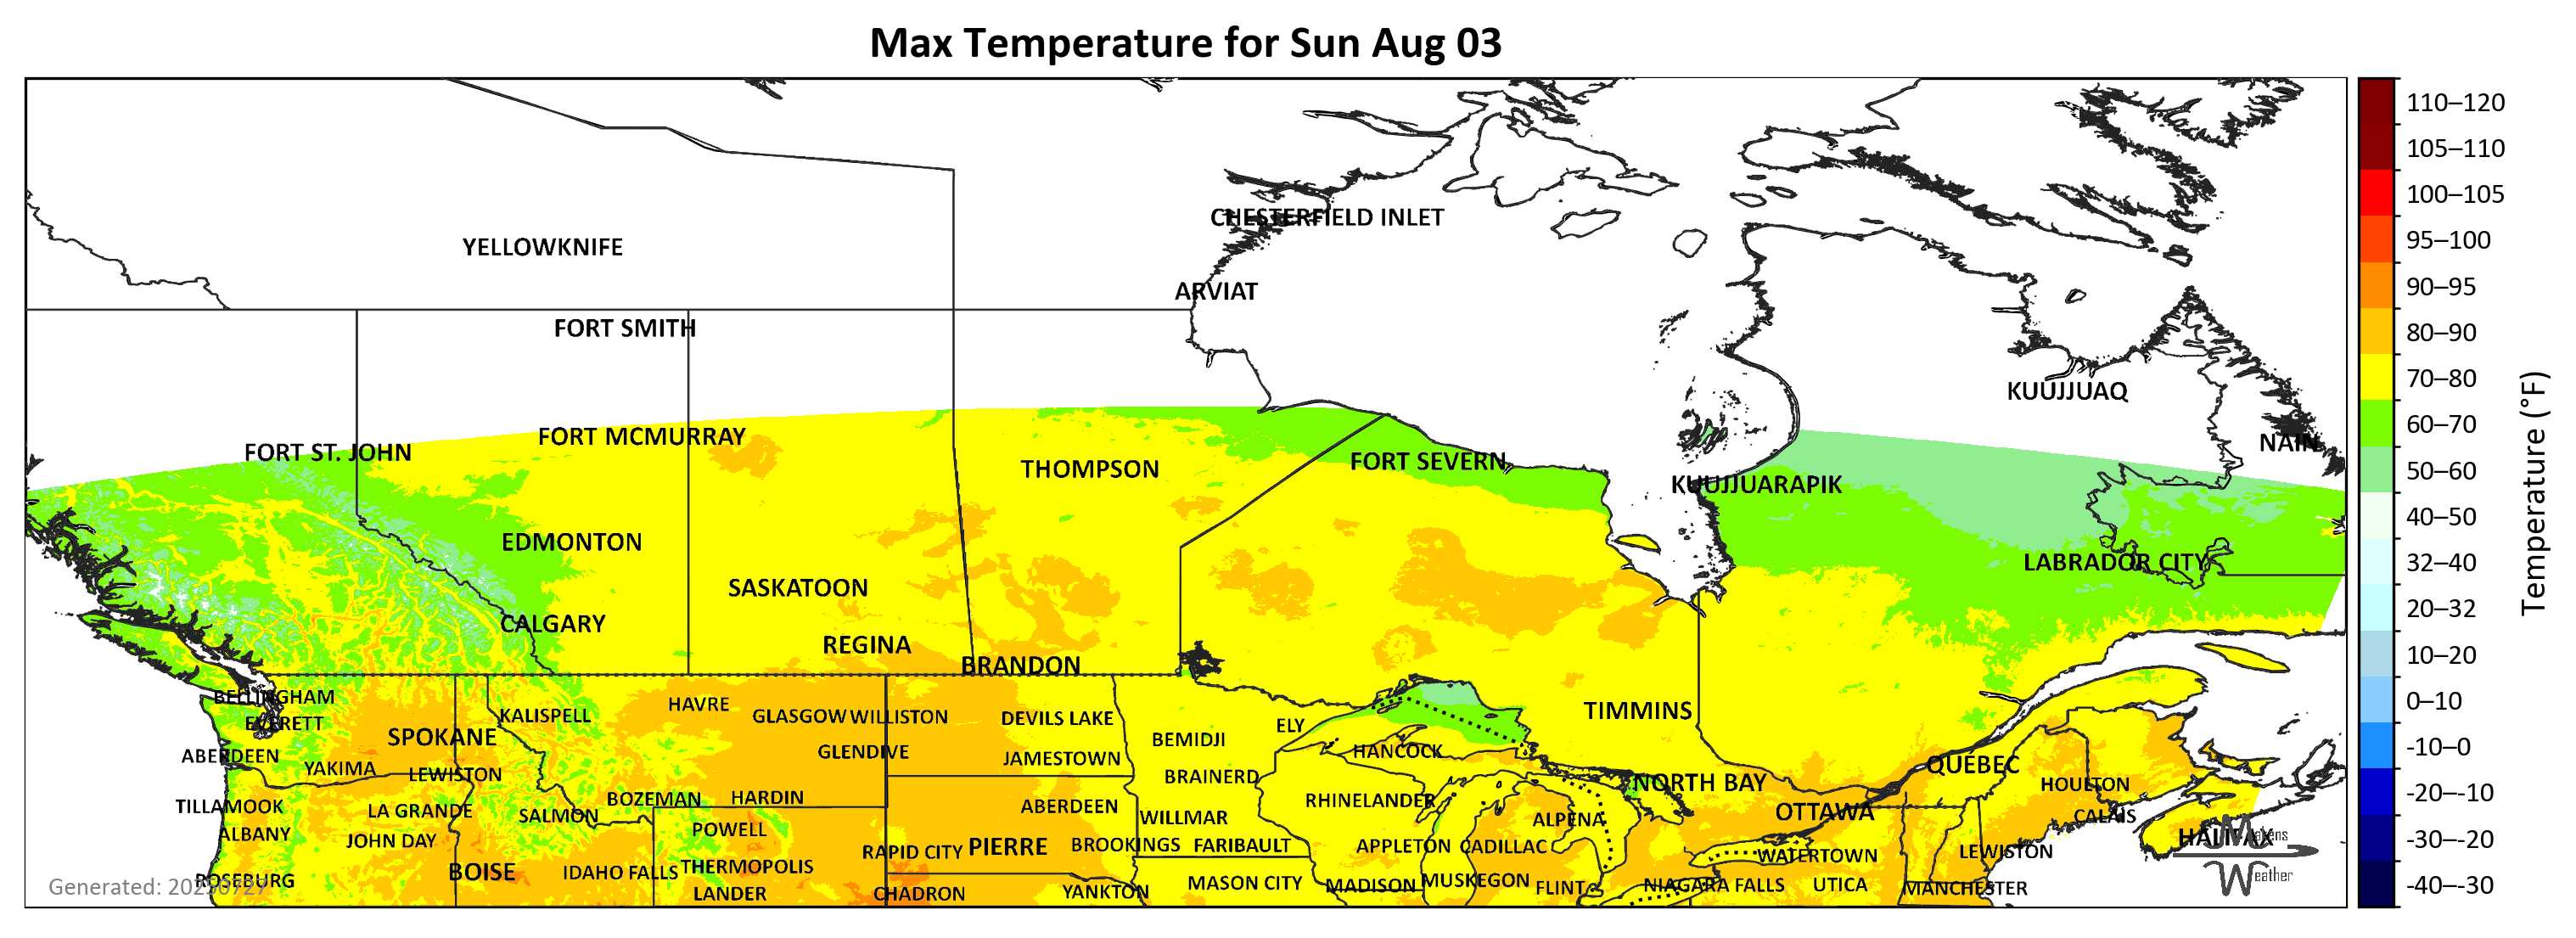 Max Temperature for Sun Aug 03
110–120
105–110
100–105
95–100
90–95
80–90
70–80
60–70
50–60
40–50
32–40
20–32
10–20
0–10
-10–0
-20–-10
-30–-20
-40–-30
Temperature (°F)
CHESTERFIELD INLET
YELLOWKNIFE
ARVIAT
FORT SMITH
KUUJJUAQ
FORT MCMURRAY
NAIN
FORT ST. JOHN
FORT SEVERN
THOMPSON
KUUJJUARAPIK
EDMONTON
LABRADOR CITY
SASKATOON
CALGARY
REGINA
BRANDON
BELLINGHAM
HAVRE
TIMMINS
KALISPELL
GLASGOW
WILLISTON
DEVILS LAKE
EVERETT
ELY
SPOKANE
BEMIDJI
GLENDIVE
HANCOCK
ABERDEEN
JAMESTOWN
QUÉBEC
YAKIMA
LEWISTON
BRAINERD
NORTH BAY
HOULTON
BOZEMAN
HARDIN
RHINELANDER
TILLAMOOK
ABERDEEN
LA GRANDE
SALMON
OTTAWA
CALAIS
WILLMAR
ALPENA
POWELL
ALBANY
HALIFAX
Makens
JOHN DAY
BROOKINGS
FARIBAULT
APPLETON
CADILLAC
PIERRE
RAPID CITY
LEWISTON
WATERTOWN
THERMOPOLIS
BOISE
IDAHO FALLS
Weather
ROSEBURG
MUSKEGON
MASON CITY
MADISON
NIAGARA FALLS
UTICA
FLINT
MANCHESTER
YANKTON
LANDER
CHADRON
Generated: 20250727